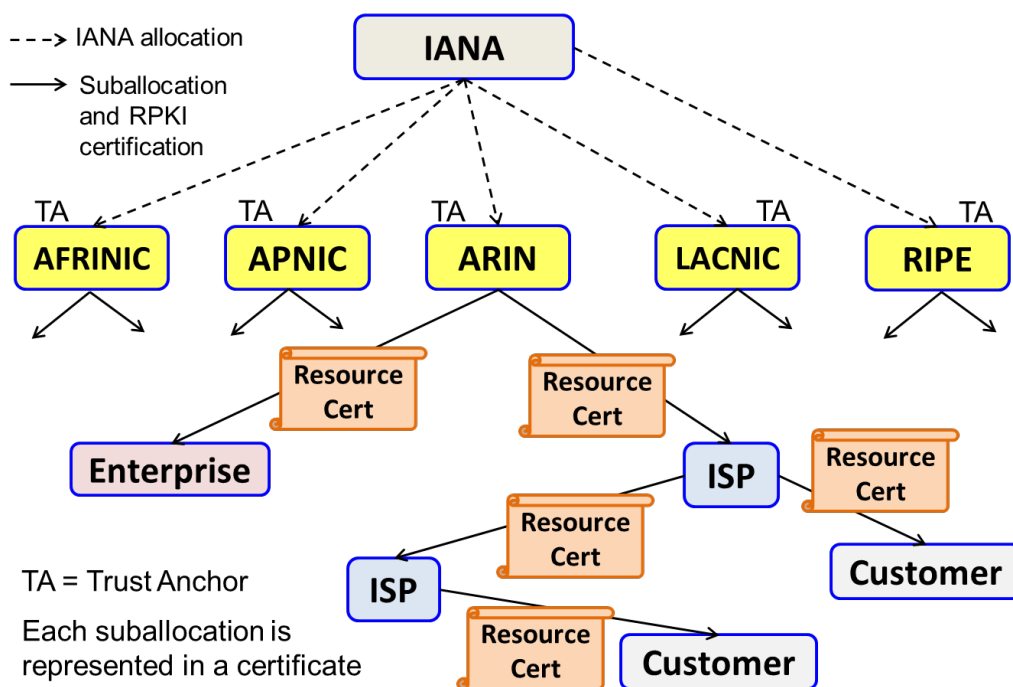 IANA allocation
Suballocation
and RPKI
certification
IANA
TA
TA
TA
TA
TA
AFRINIC
APNIC
ARIN
LACNIC
RIPE
Resource
Cert
Resource
Cert
Enterprise
ISP
Resource
Cert
Resource
Cert
ISP
Customer
Resource
Cert
Customer
TA = Trust Anchor
Each suballocation is
represented in a certificate